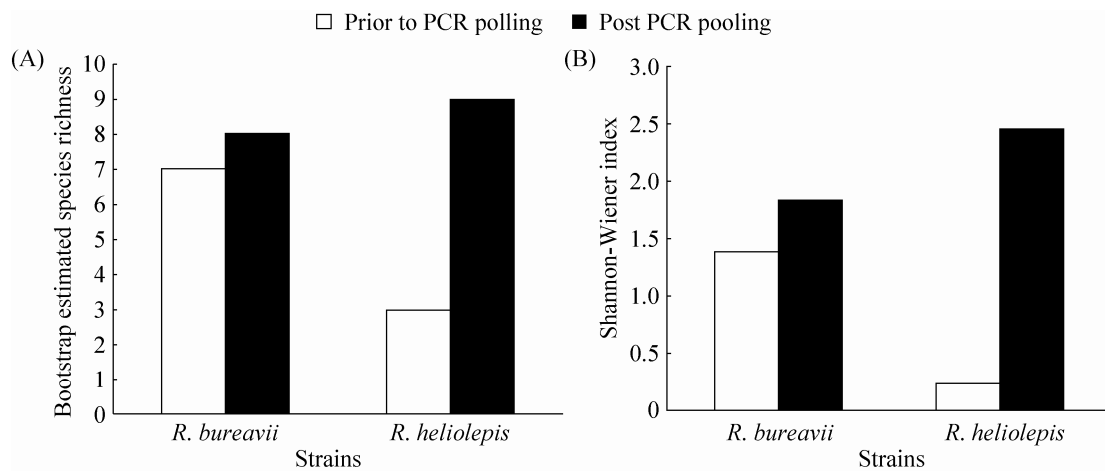 Prior to PCR polling Post PCR pooling
(A)
Bootstrap estimated species richness
10
9
8
7
6
5
4
3
2
1
0
R. bureavii R. heliolepis
Strains
(B)
Shannon-Wiener index
3.0
2.5
2.0
1.5
1.0
0.5
0
R. bureavii R. heliolepis
Strains